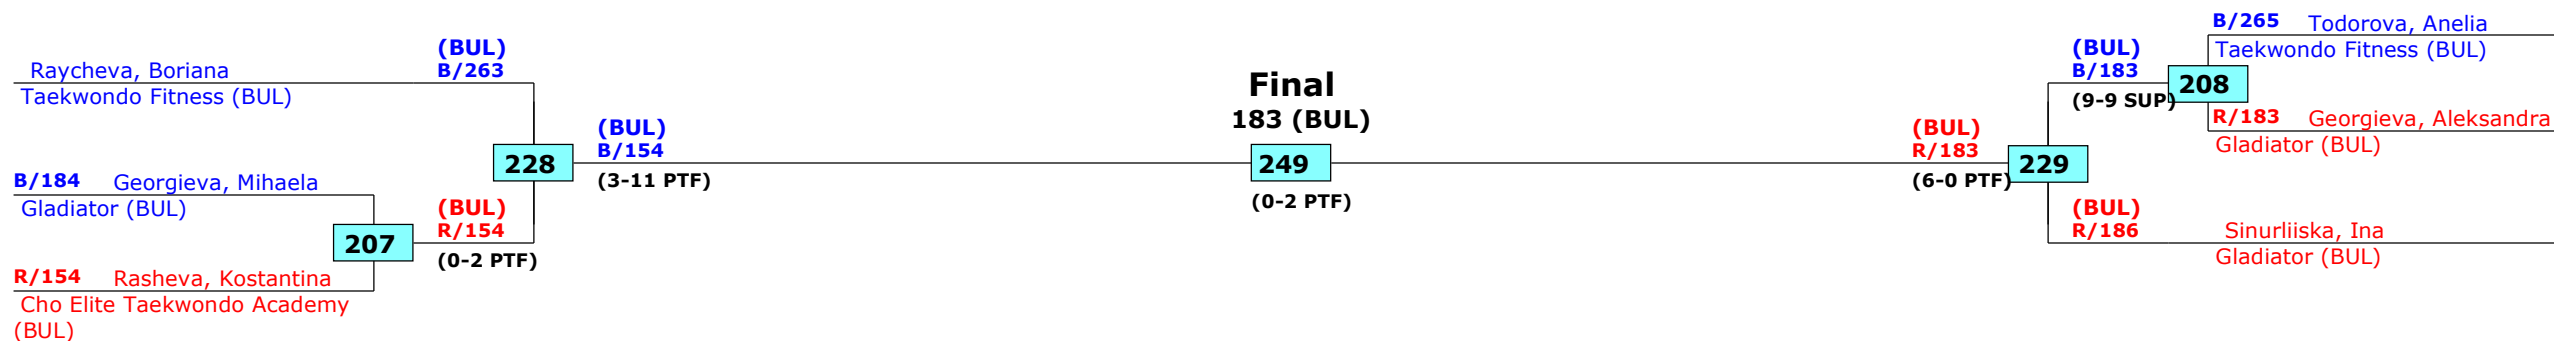 Raychева, Boriana
Taekwondo Fitness (BUL)
(BUL)
B/263
B/184 Georgieva, Mihaela
Gladiator (BUL)
207
R/154 Rasheva, Kostantina
Cho Elite Taekwondo Academy
(BUL)
(BUL)
R/154
(0-2 PTF)
228
(BUL)
B/154
(3-11 PTF)
Final
183 (BUL)
249
(0-2 PTF)
(BUL)
R/183
(6-0 PTF)
229
(BUL)
B/183
(9-9 SUP)
208
B/265 Todorova, Anelia
Taekwondo Fitness (BUL)
R/183 Georgieva, Aleksandra
Gladiator (BUL)
(BUL)
R/186
Sinurliiska, Ina
Gladiator (BUL)